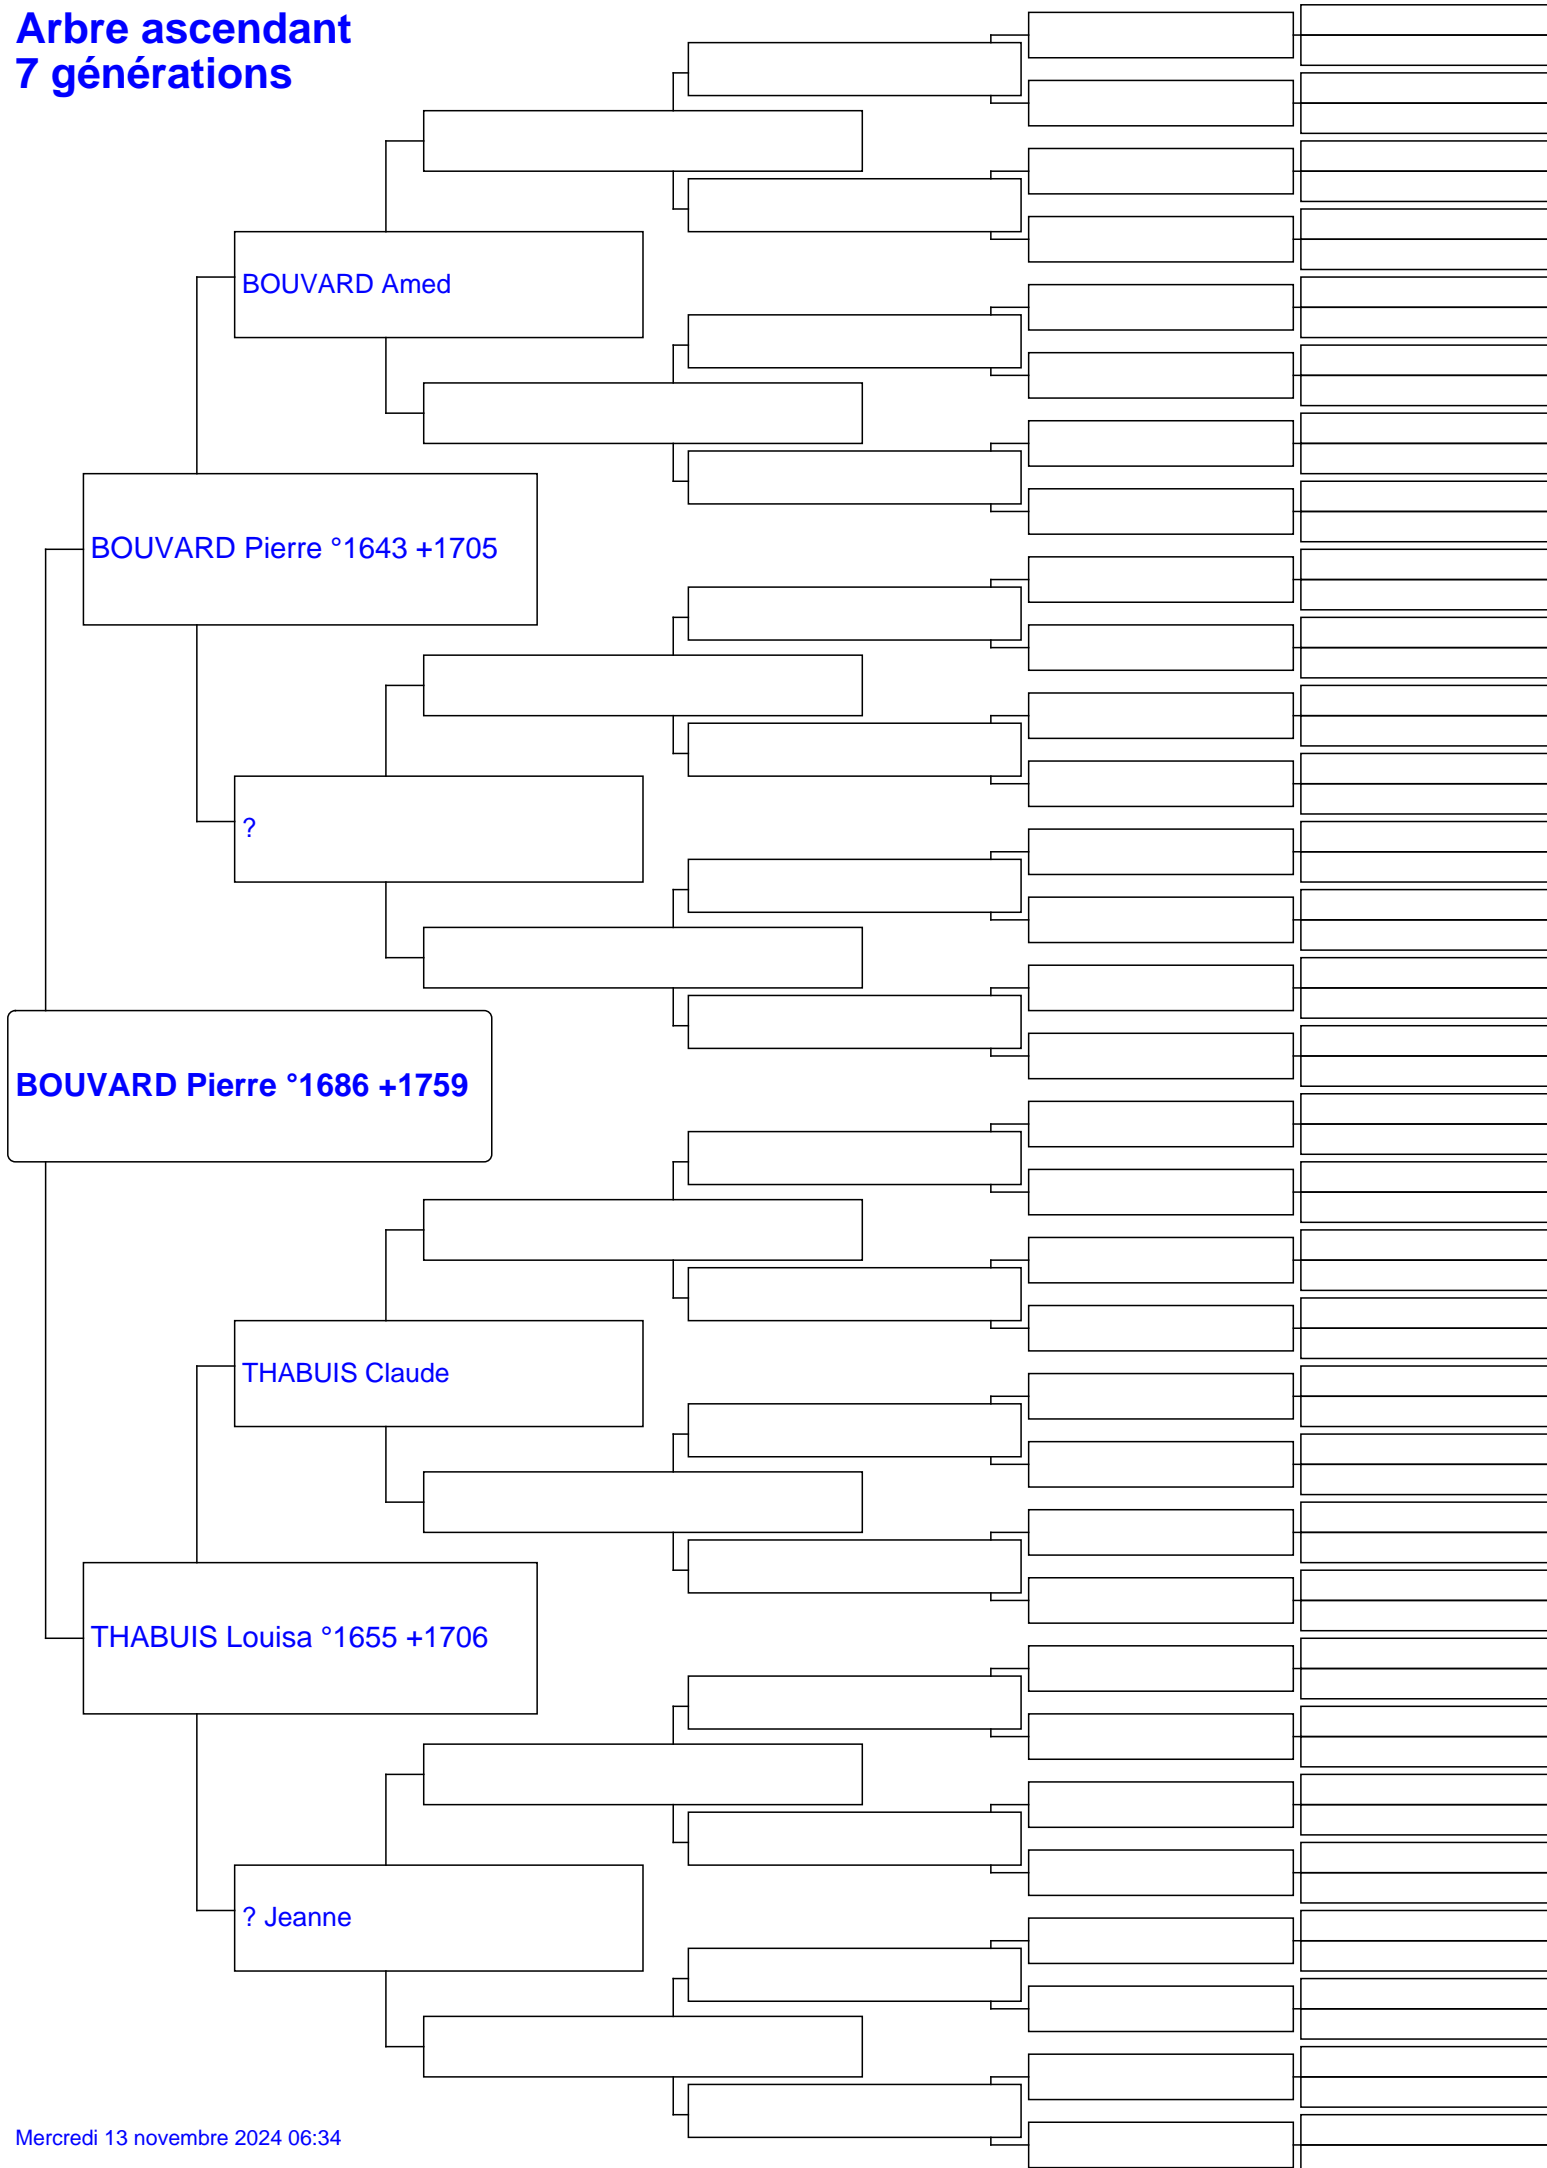 Arbre ascendant
7 générations
BOUVARD Amed
BOUVARD Pierre °1643 +1705
?
BOUVARD Pierre °1686 +1759
THABUIS Claude
THABUIS Louisa °1655 +1706
? Jeanne
Mercredi 13 novembre 2024 06:34